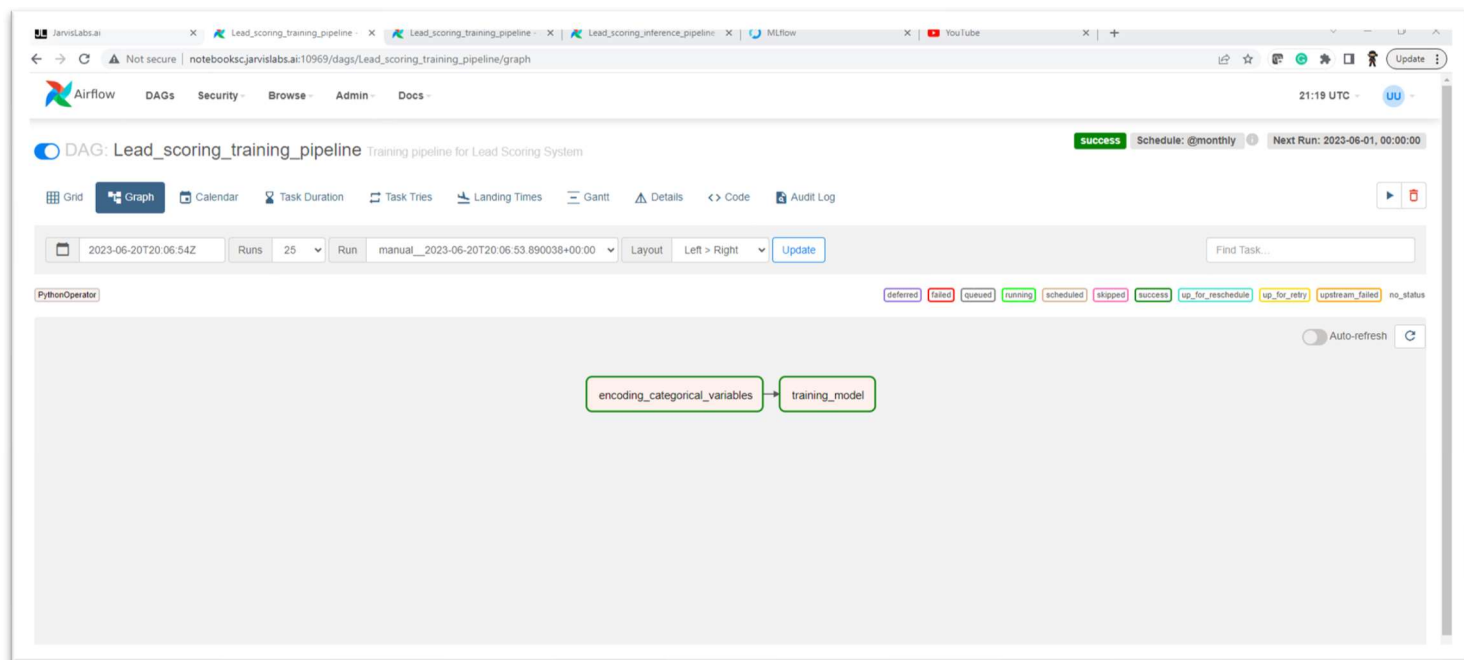 JarvisLabs.ai Lead_scoring_training_pipeline - Lead_scoring_training_pipeline - Lead_scoring_inference_pipeline MLflow YouTube
Not secure | notebooksc.jarvislabs.ai:10969/dags/Lead_scoring_training_pipeline/graph Update
Airflow DAGs Security Browse Admin Docs 21:19 UTC UU
DAG: Lead_scoring_training_pipeline Training pipeline for Lead Scoring System success Schedule: @monthly Next Run: 2023-06-01, 00:00:00
Grid Graph Calendar Task Duration Task Tries Landing Times Gantt Details <> Code Audit Log
2023-06-20T20:06:54Z Runs 25 Run manual__2023-06-20T20:06:53.890038+00:00 Layout Left > Right Update Find Task...
PythonOperator deferred failed queued running scheduled skipped success up_for_reschedule up_for_retry upstream_failed no_status
Auto-refresh
encoding_categorical_variables training_model